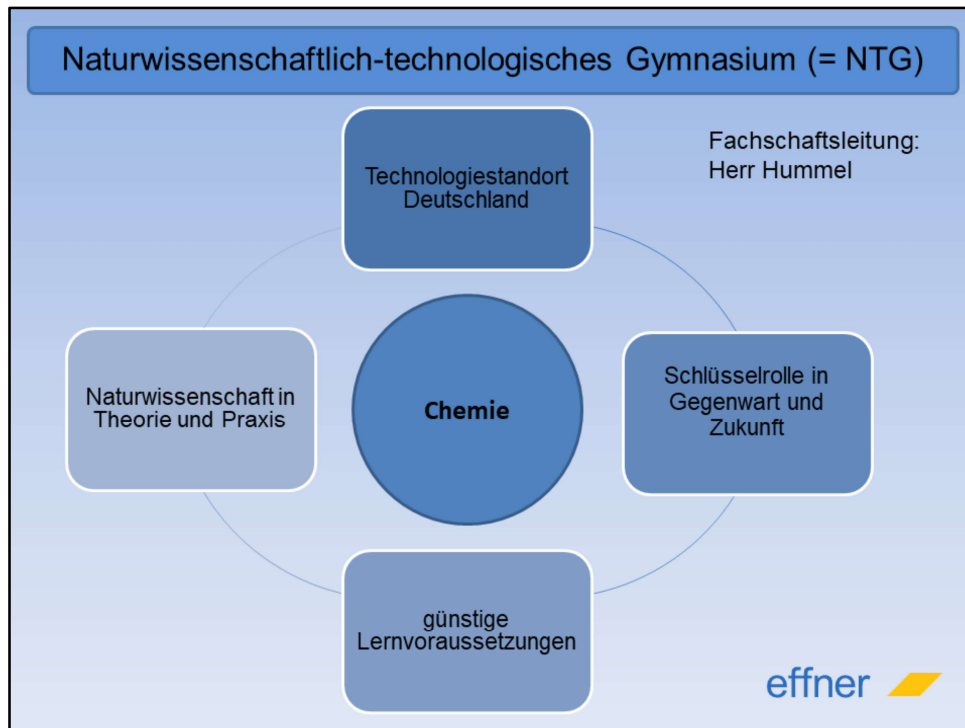 Naturwissenschaftlich-technologisches Gymnasium (= NTG)
Fachschaftsleitung:
Herr Hummel
Technologiestandort
Deutschland
Schlüsselrolle in
Gegenwart und
Zukunft
günstige
Lernvoraussetzungen
Naturwissenschaft in
Theorie und Praxis
Chemie
effner